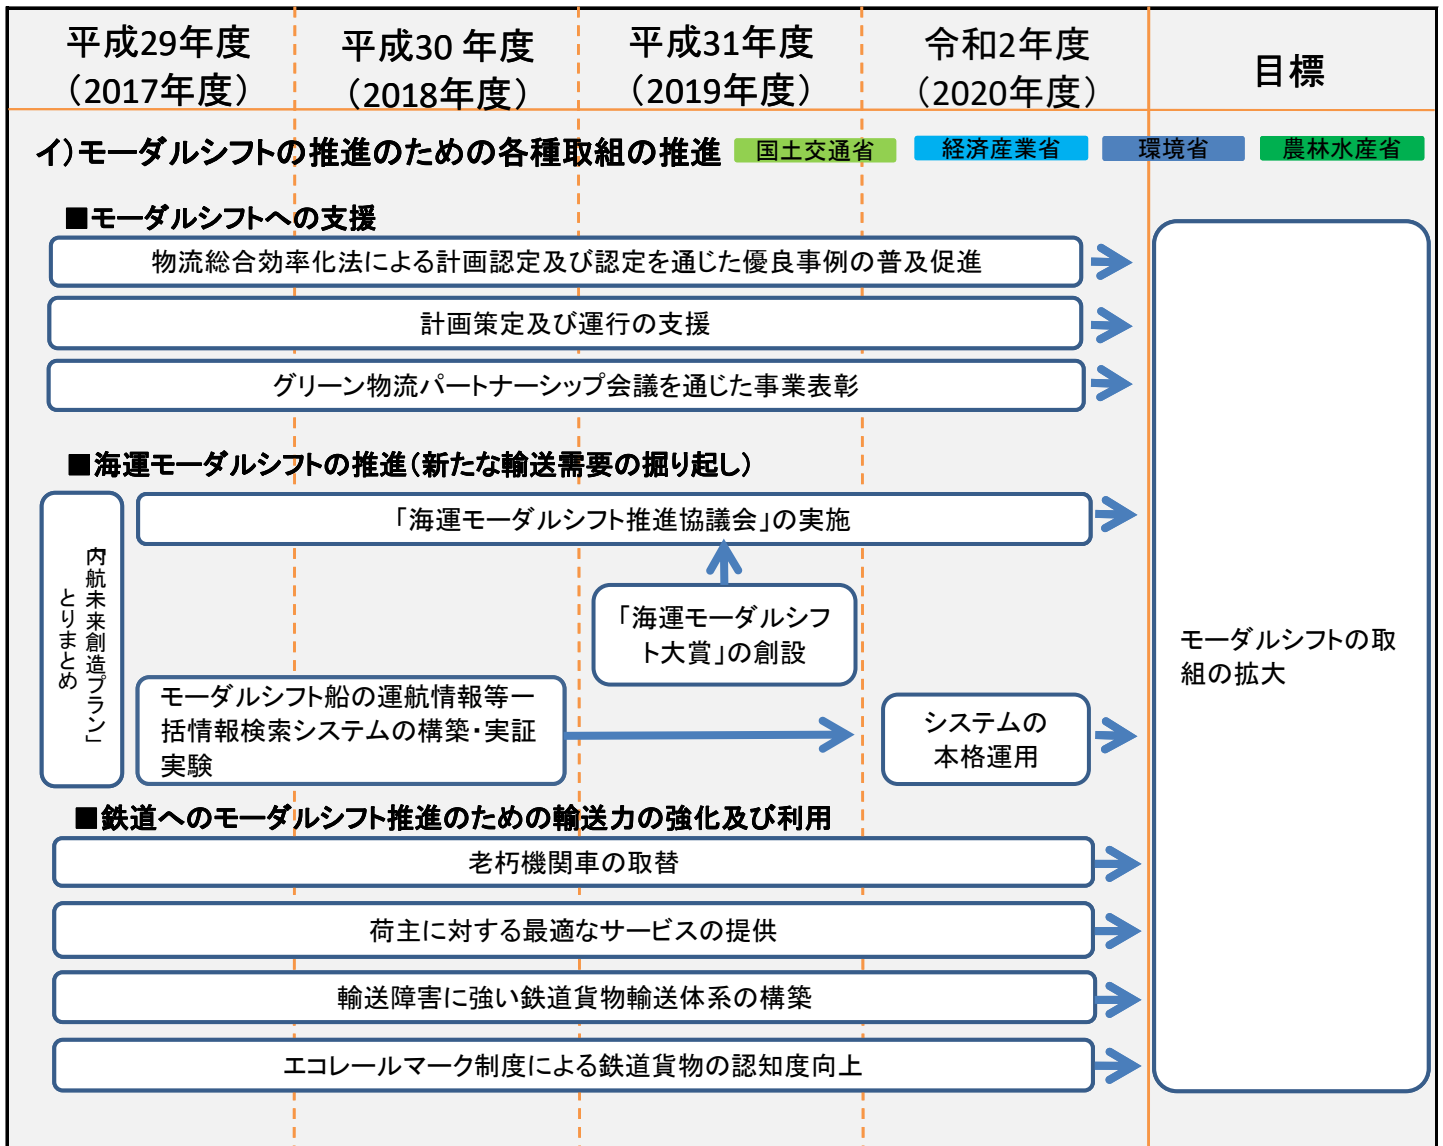 平成29年度
（2017年度）
平成30 年度
（2018年度）
平成31年度
（2019年度）
令和2年度
（2020年度）
目標
イ）モーダルシフトの推進のための各種取組の推進
国土交通省
経済産業省
環境省
農林水産省
■モーダルシフトへの支援
物流総合効率化法による計画認定及び認定を通じた優良事例の普及促進
計画策定及び運行の支援
グリーン物流パートナーシップ会議を通じた事業表彰
■海運モーダルシフトの推進（新たな輸送需要の掘り起し）
内航未来創造プラン」
とりまとめ
「海運モーダルシフト推進協議会」の実施
「海運モーダルシフ
ト大賞」の創設
モーダルシフト船の運航情報等一
括情報検索システムの構築・実証
実験
システムの
本格運用
■鉄道へのモーダルシフト推進のための輸送力の強化及び利用
老朽機関車の取替
荷主に対する最適なサービスの提供
輸送障害に強い鉄道貨物輸送体系の構築
エコレールマーク制度による鉄道貨物の認知度向上
モーダルシフトの取
組の拡大